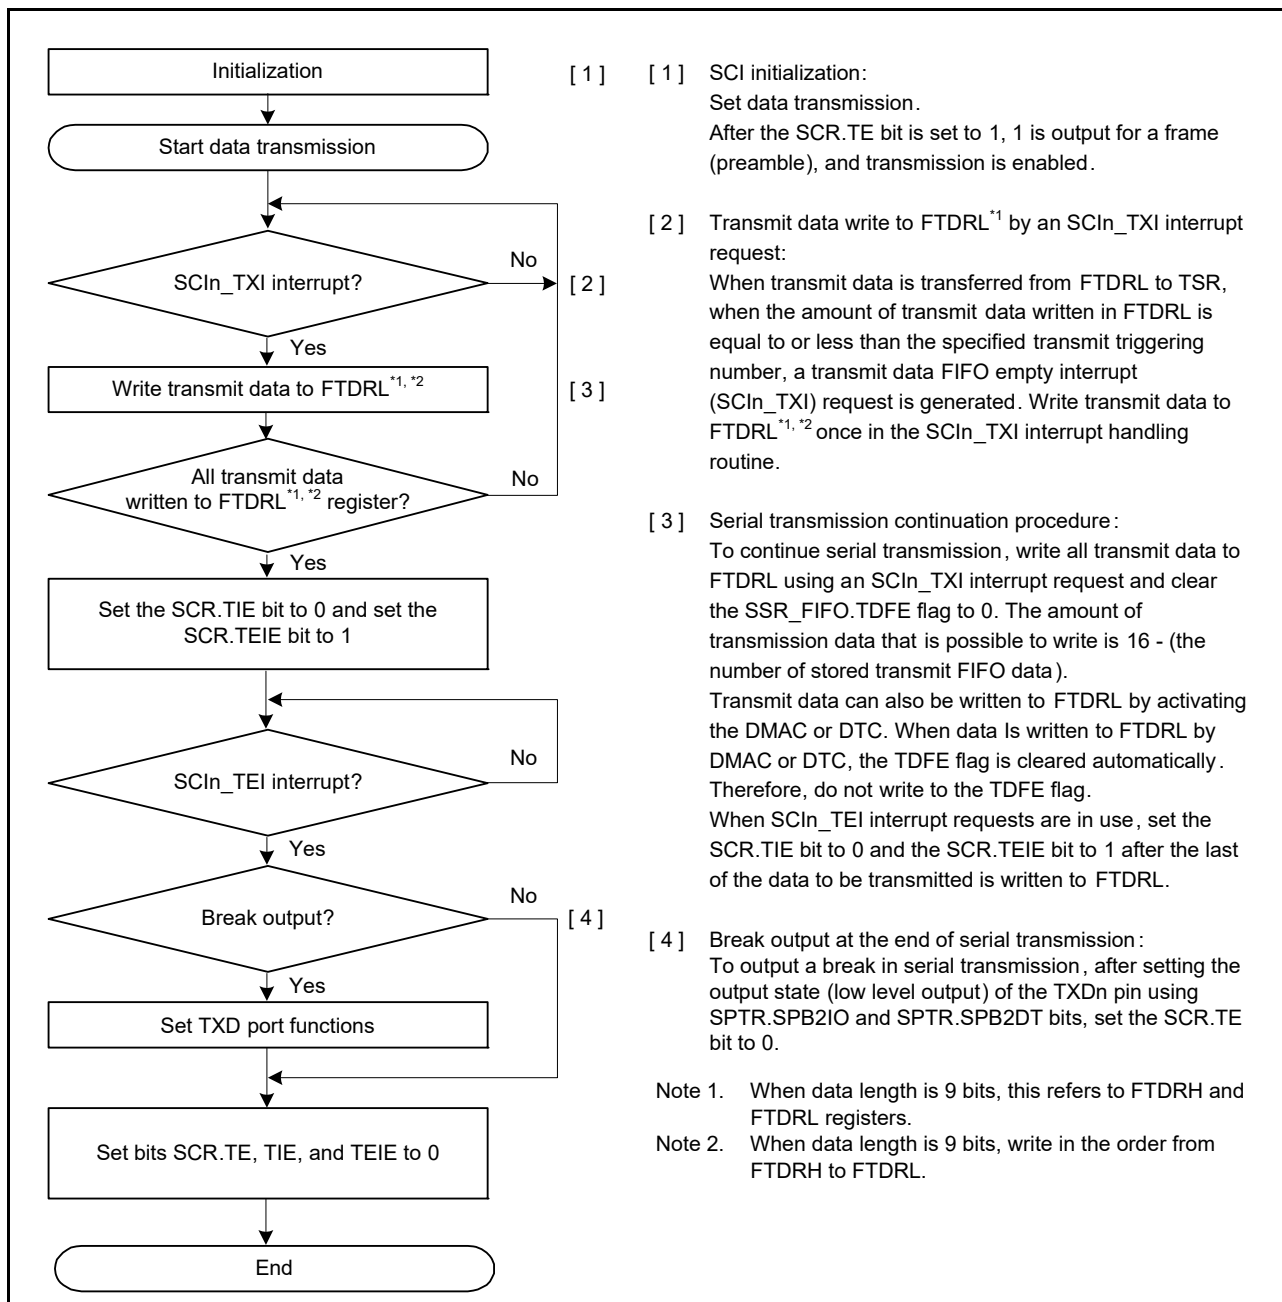 Initialization
[ 1 ]
Start data transmission
SCIn_TXI interrupt?
No
[ 2 ]
Yes
Write transmit data to FTDRL*1, *2
[ 3 ]
All transmit data
written to FTDRL*1, *2 register?
No
Yes
Set the SCR.TIE bit to 0 and set the
SCR.TEIE bit to 1
SCIn_TEI interrupt?
No
Yes
Break output?
No
[ 4 ]
Yes
Set TXD port functions
Set bits SCR.TE, TIE, and TEIE to 0
End
[ 1 ] SCI initialization:
Set data transmission.
After the SCR.TE bit is set to 1, 1 is output for a frame
(preamble), and transmission is enabled.
[ 2 ] Transmit data write to FTDRL*1 by an SCIn_TXI interrupt
request:
When transmit data is transferred from FTDRL to TSR,
when the amount of transmit data written in FTDRL is
equal to or less than the specified transmit triggering
number, a transmit data FIFO empty interrupt
(SCIn_TXI) request is generated. Write transmit data to
FTDRL*1, *2 once in the SCIn_TXI interrupt handling
routine.
[ 3 ] Serial transmission continuation procedure:
To continue serial transmission, write all transmit data to
FTDRL using an SCIn_TXI interrupt request and clear
the SSR_FIFO.TDFE flag to 0. The amount of
transmission data that is possible to write is 16 - (the
number of stored transmit FIFO data).
Transmit data can also be written to FTDRL by activating
the DMAC or DTC. When data Is written to FTDRL by
DMAC or DTC, the TDFE flag is cleared automatically.
Therefore, do not write to the TDFE flag.
When SCIn_TEI interrupt requests are in use, set the
SCR.TIE bit to 0 and the SCR.TEIE bit to 1 after the last
of the data to be transmitted is written to FTDRL.
[ 4 ] Break output at the end of serial transmission:
To output a break in serial transmission, after setting the
output state (low level output) of the TXDn pin using
SPTR.SPB2IO and SPTR.SPB2DT bits, set the SCR.TE
bit to 0.
Note 1. When data length is 9 bits, this refers to FTDRH and
FTDRL registers.
Note 2. When data length is 9 bits, write in the order from
FTDRH to FTDRL.